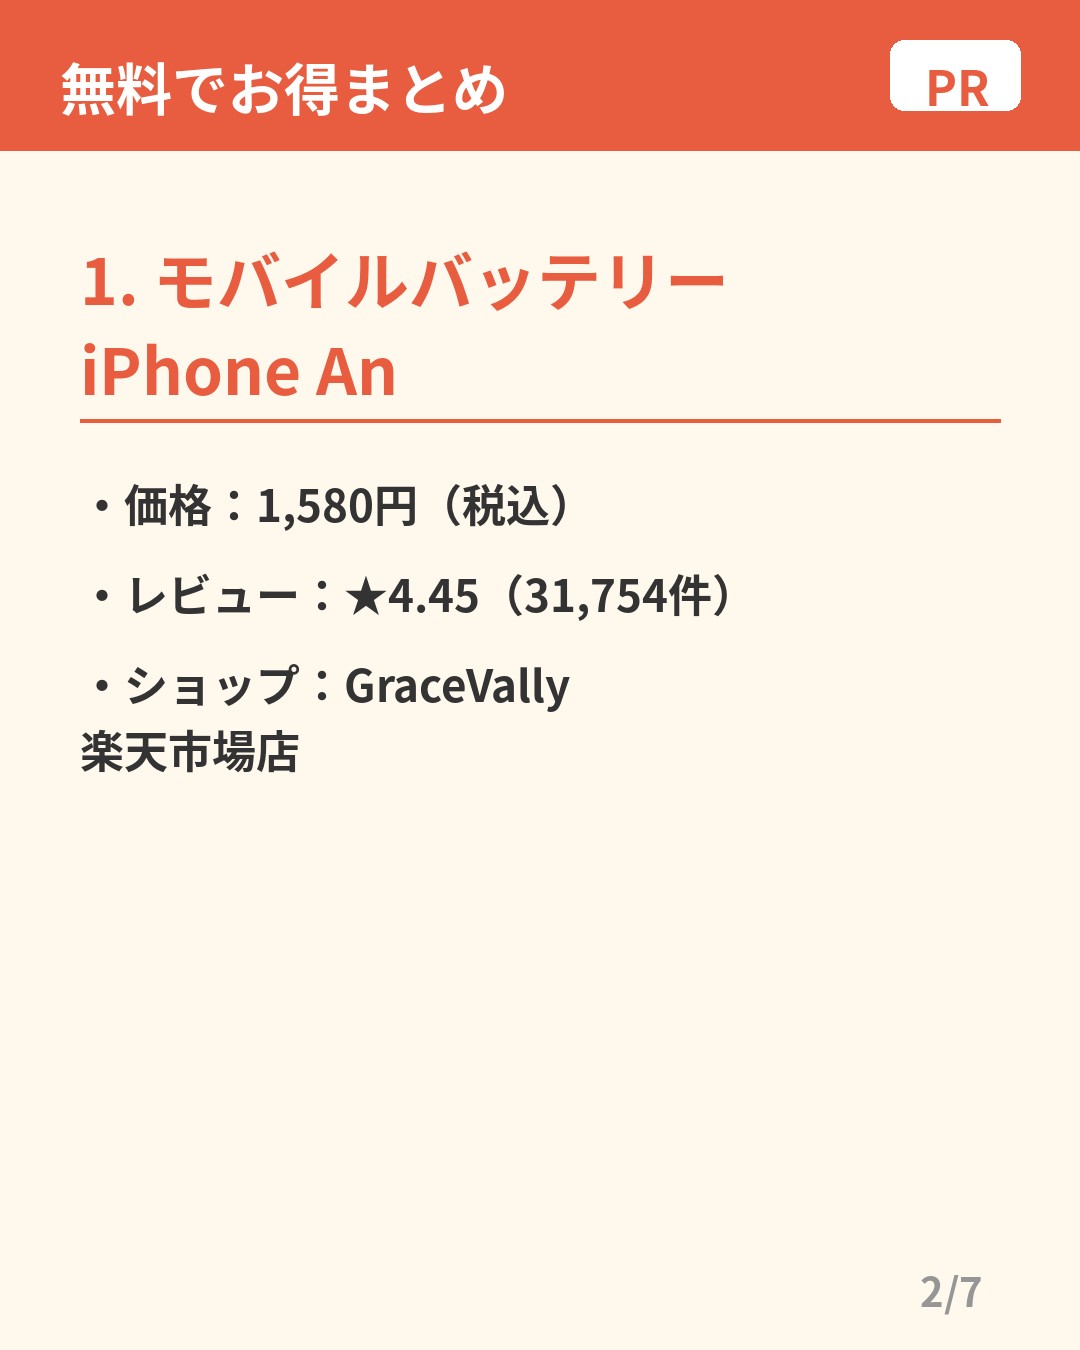 無料でお得まとめ
PR
1. モバイルバッテリー
iPhone An
・価格：1,580円（税込）
・レビュー：★4.45（31,754件）
・ショップ：GraceVally
楽天市場店
2/7